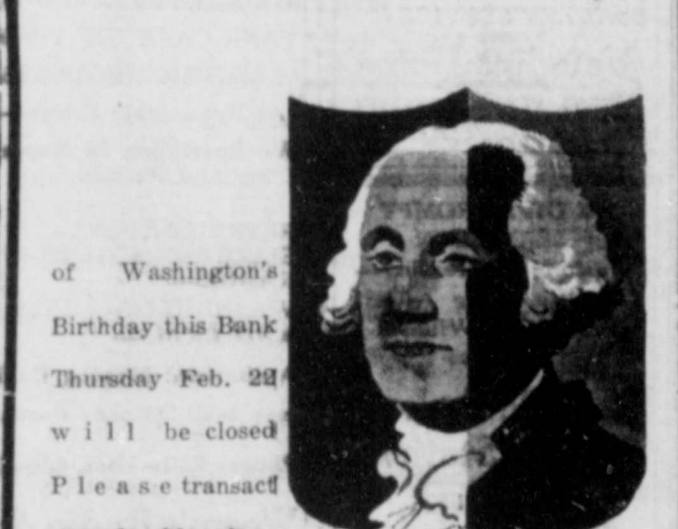 of Washington's
Birthday this Bank
Thursday Feb. 22
will be closed
Please transact